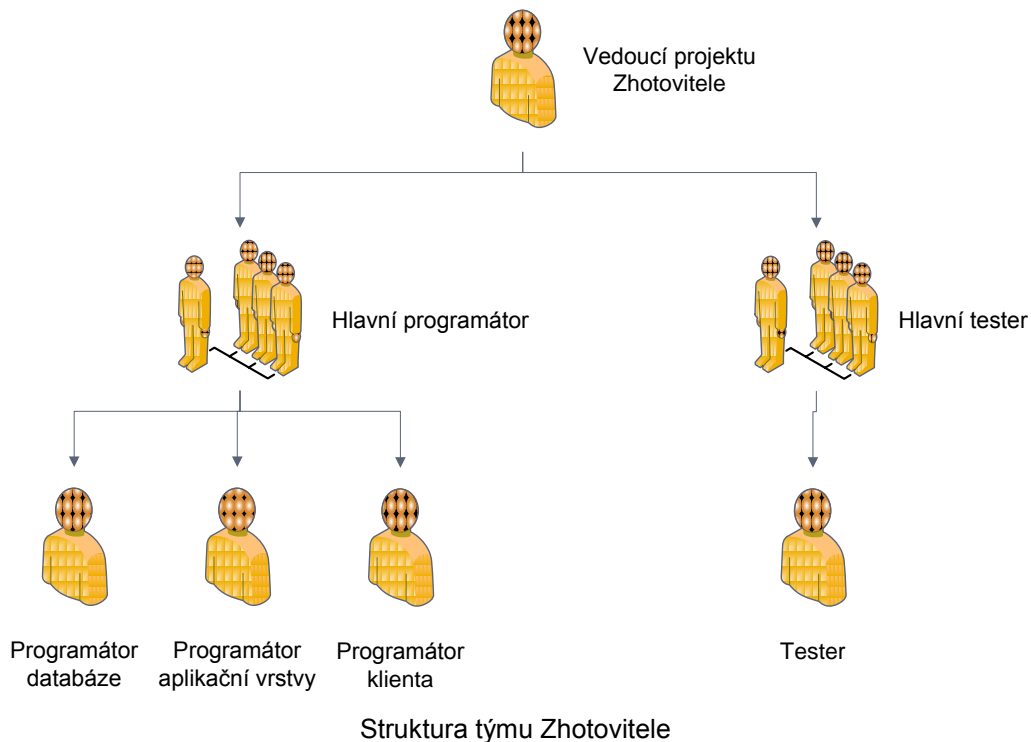 Vedoucí projektu
Zhotovitele
Hlavní programátor
Hlavní tester
Programátor
databáze
Programátor
aplikační vrstvy
Programátor
klienta
Tester
Struktura týmu Zhotovitele